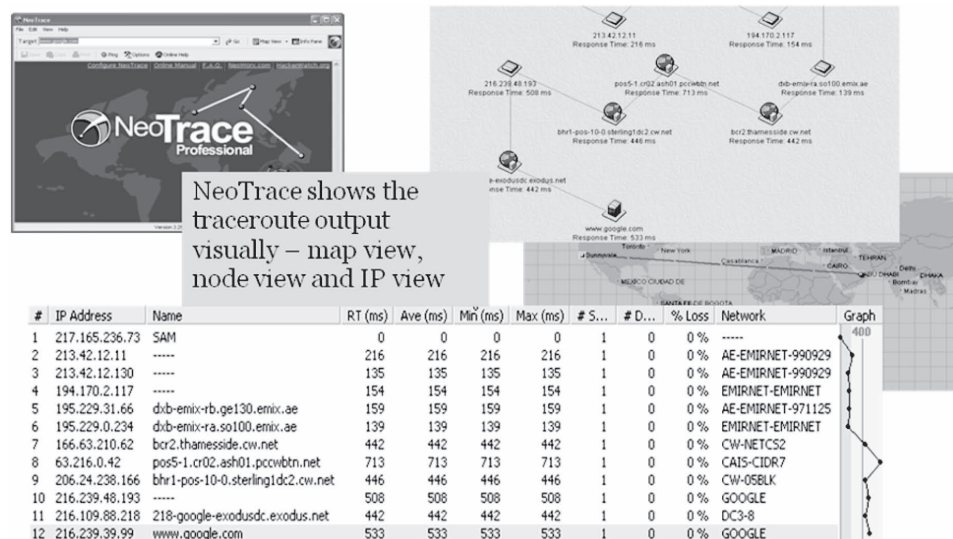 NeoTrace
File Edit View Help
Target www.google.com Go Map View Info Pane
Ping Options Online Help
Configure NeoTrace | Online Manual | F.A.Q. | NeoWorx.com | HackerWatch.org
NeoTrace
Professional
213.42.12.11
Response Time: 216 ms
194.170.2.117
Response Time: 154 ms
216.239.48.193
Response Time: 508 ms
pos5-1.cr02.ash01.pccwbtn.net
Response Time: 713 ms
dxb-emix-ra.so100.emix.ae
Response Time: 139 ms
bhr1-pos-10-0.sterling1dc2.cw.net
Response Time: 446 ms
bcr2.thamesside.cw.net
Response Time: 442 ms
e-exodusdc.exodus.net
nse Time: 442 ms
www.google.com
Response Time: 533 ms
NeoTrace shows the
traceroute output
visually – map view,
node view and IP view
Sunnyvale Toronto New York MADRID Istanbul TEHRAN
Casablanca CAIRO ABU DHABI Delhi DHAKA
Bombay
Madras
MEXICO CIUDAD DE
SANTA FE DE BOGOTA
# IP Address Name RT (ms) Ave (ms) Min (ms) Max (ms) # S... # D... % Loss Network Graph
400
1 217.165.236.73 SAM 0 0 0 0 1 0 0 % -----
2 213.42.12.11 ----- 216 216 216 216 1 0 0 % AE-EMIRNET-990929
3 213.42.12.130 ----- 135 135 135 135 1 0 0 % AE-EMIRNET-990929
4 194.170.2.117 ----- 154 154 154 154 1 0 0 % EMIRNET-EMIRNET
5 195.229.31.66 dxb-emix-rb.ge130.emix.ae 159 159 159 159 1 0 0 % AE-EMIRNET-971125
6 195.229.0.234 dxb-emix-ra.so100.emix.ae 139 139 139 139 1 0 0 % EMIRNET-EMIRNET
7 166.63.210.62 bcr2.thamesside.cw.net 442 442 442 442 1 0 0 % CW-NETCS2
8 63.216.0.42 pos5-1.cr02.ash01.pccwbtn.net 713 713 713 713 1 0 0 % CAIS-CIDR7
9 206.24.238.166 bhr1-pos-10-0.sterling1dc2.cw.net 446 446 446 446 1 0 0 % CW-05BLK
10 216.239.48.193 ----- 508 508 508 508 1 0 0 % GOOGLE
11 216.109.88.218 218-google-exodusdc.exodus.net 442 442 442 442 1 0 0 % DC3-8
12 216.239.39.99 www.google.com 533 533 533 533 1 0 0 % GOOGLE